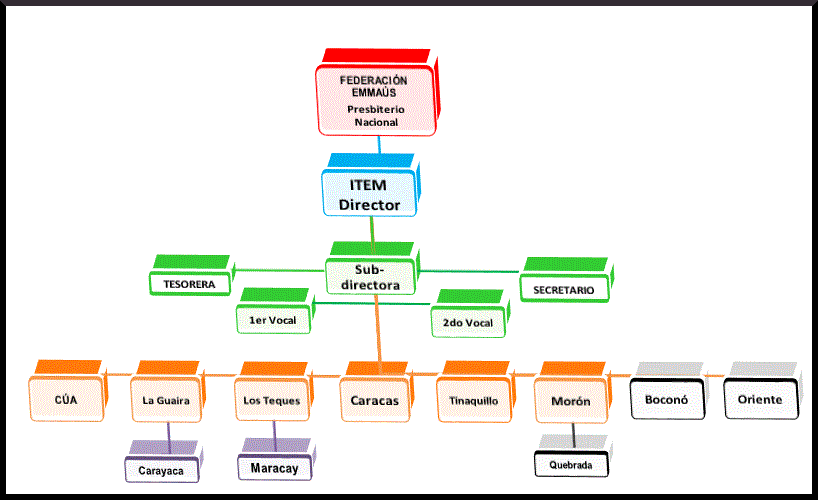 FEDERACIÓN
EMMAÚS
Presbiterio
Nacional
ITEM
Director
Sub-
directora
TESORERA
SECRETARIO
1er Vocal
2do Vocal
CÚA
La Guaira
Los Teques
Caracas
Tinaquillo
Morón
Boconó
Oriente
Carayaca
Maracay
Quebrada